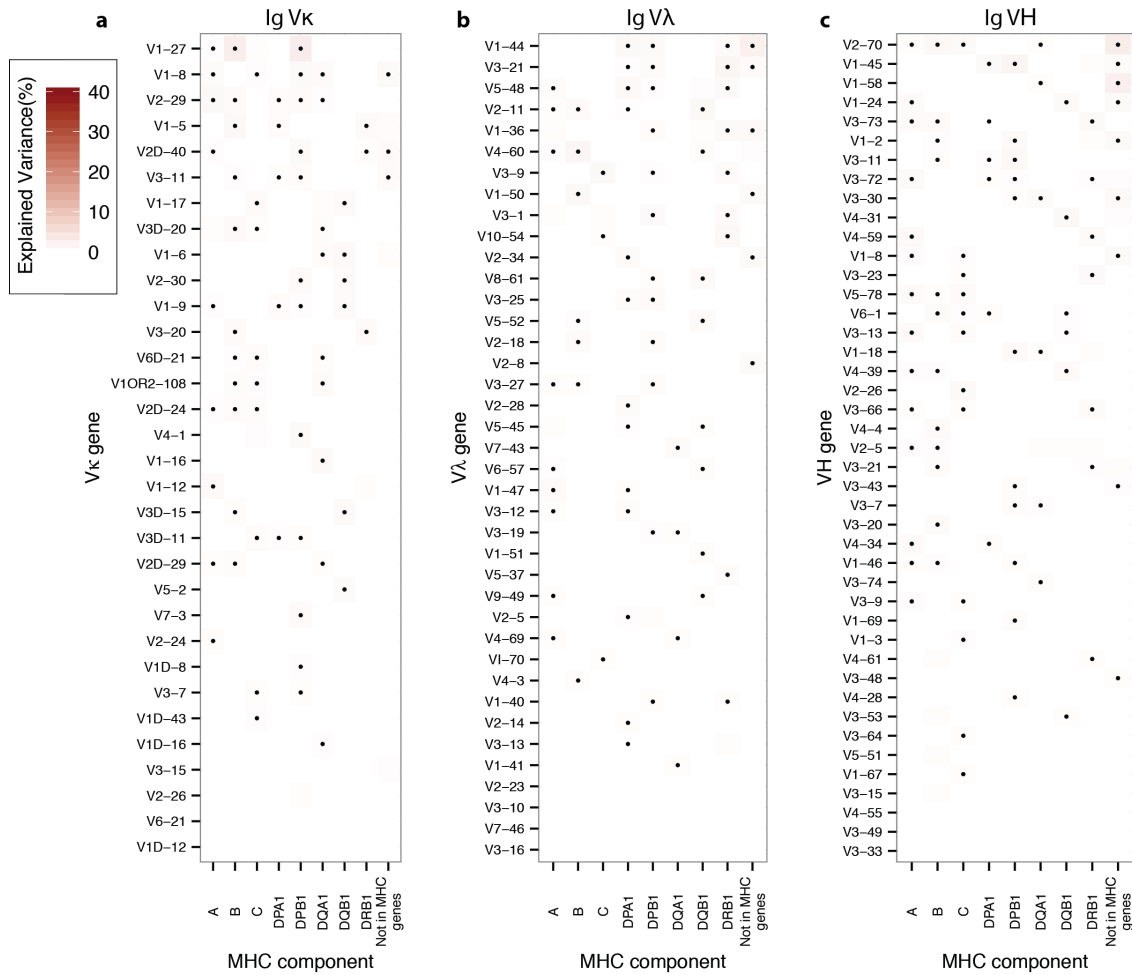 a
Ig Vκ
b
Ig Vλ
c
Ig VH
Explained Variance(%)
40
30
20
10
0
Vκ gene
V1−27
V1−8
V2−29
V1−5
V2D−40
V3−11
V1−17
V3D−20
V1−6
V2−30
V1−9
V3−20
V6D−21
V1OR2−108
V2D−24
V4−1
V1−16
V1−12
V3D−15
V3D−11
V2D−29
V5−2
V7−3
V2−24
V1D−8
V3−7
V1D−43
V1D−16
V3−15
V2−26
V6−21
V1D−12
A
B
C
DPA1
DPB1
DQA1
DQB1
DRB1
Not in MHC
genes
MHC component
Vλ gene
V1−44
V3−21
V5−48
V2−11
V1−36
V4−60
V3−9
V1−50
V3−1
V10−54
V2−34
V8−61
V3−25
V5−52
V2−18
V2−8
V3−27
V2−28
V5−45
V7−43
V6−57
V1−47
V3−12
V3−19
V1−51
V5−37
V9−49
V2−5
V4−69
VI−70
V4−3
V1−40
V2−14
V3−13
V1−41
V2−23
V3−10
V7−46
V3−16
A
B
C
DPA1
DPB1
DQA1
DQB1
DRB1
Not in MHC
genes
MHC component
VH gene
V2−70
V1−45
V1−58
V1−24
V3−73
V1−2
V3−11
V3−72
V3−30
V4−31
V4−59
V1−8
V3−23
V5−78
V6−1
V3−13
V1−18
V4−39
V2−26
V3−66
V4−4
V2−5
V3−21
V3−43
V3−7
V3−20
V4−34
V1−46
V3−74
V3−9
V1−69
V1−3
V4−61
V3−48
V4−28
V3−53
V3−64
V5−51
V1−67
V3−15
V4−55
V3−49
V3−33
A
B
C
DPA1
DPB1
DQA1
DQB1
DRB1
Not in MHC
genes
MHC component